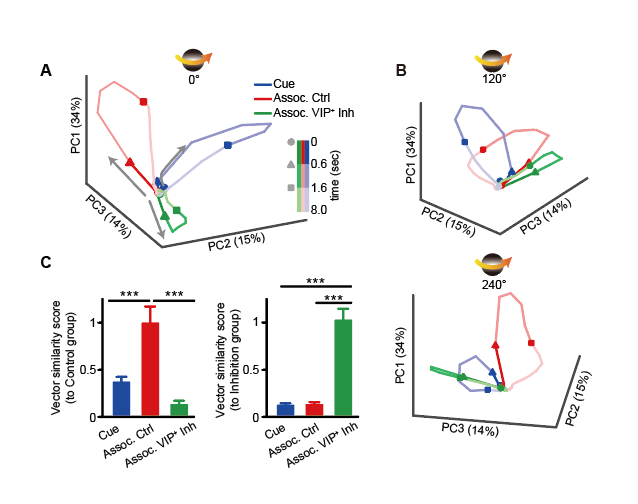 A
0°
B
120°
Cue
Assoc. Ctrl
Assoc. VIP⁺ Inh
PC1 (34%)
PC3 (14%)
PC2 (15%)
0
0.6
1.6
8.0
time (sec)
PC1 (34%)
PC2 (15%)
PC3 (14%)
240°
PC1 (34%)
PC3 (14%)
PC2 (15%)
C
Vector similarity score
(to Control group)
1
0.5
0
***
***
Cue
Assoc. Ctrl
Assoc. VIP⁺ Inh
Vector similarity score
(to Inhibition group)
1
0.5
0
***
***
Cue
Assoc. Ctrl
Assoc. VIP⁺ Inh